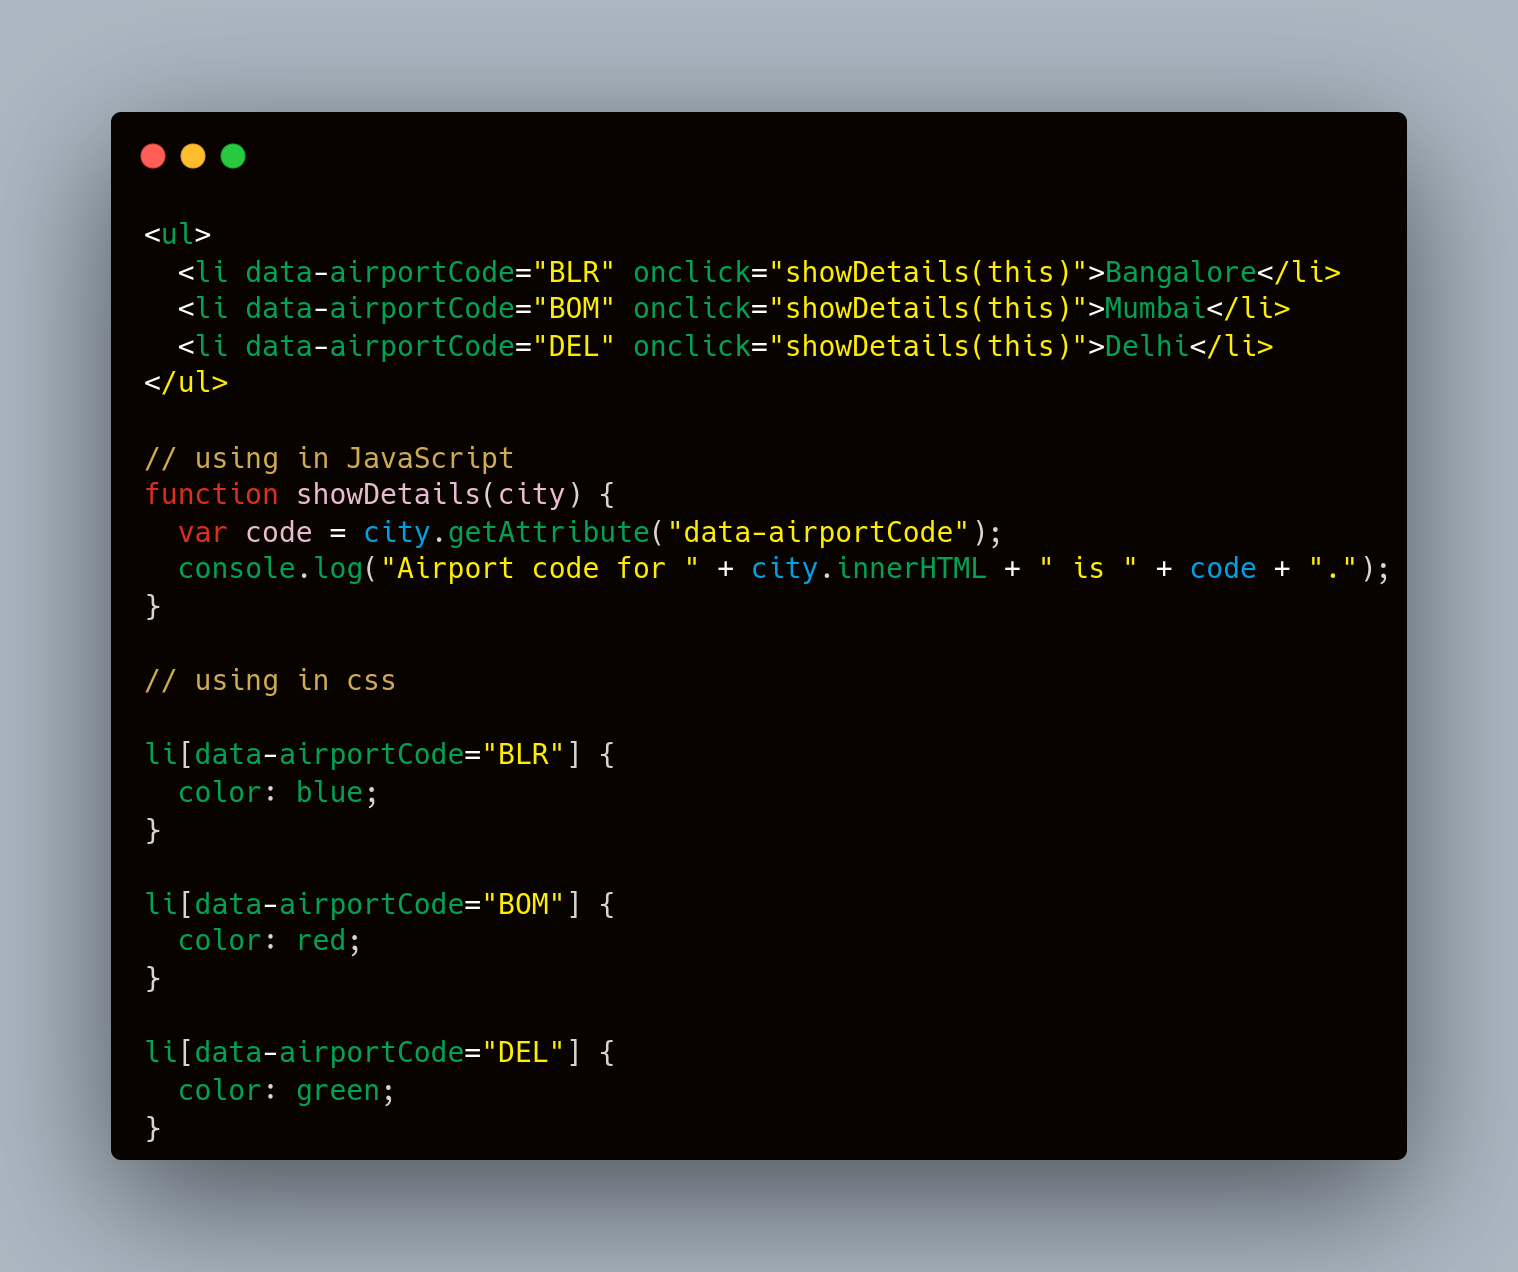 <ul>
  <li data-airportCode="BLR" onclick="showDetails(this)">Bangalore</li>
  <li data-airportCode="BOM" onclick="showDetails(this)">Mumbai</li>
  <li data-airportCode="DEL" onclick="showDetails(this)">Delhi</li>
</ul>

// using in JavaScript
function showDetails(city) {
  var code = city.getAttribute("data-airportCode");
  console.log("Airport code for " + city.innerHTML + " is " + code + ".");
}

// using in css

li[data-airportCode="BLR"] {
  color: blue;
}

li[data-airportCode="BOM"] {
  color: red;
}

li[data-airportCode="DEL"] {
  color: green;
}